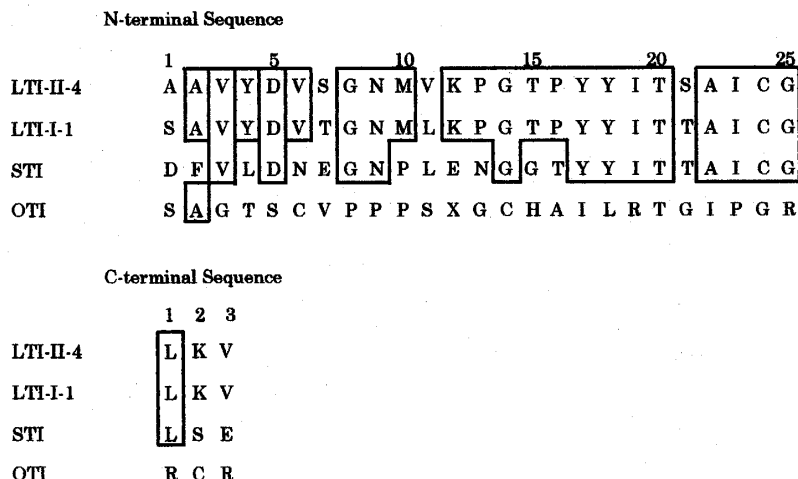 N-terminal Sequence
1 5 10 15 20 25
LTI-II-4 A A V Y D V S G N M V K P G T P Y Y I T S A I C G
LTI-I-1 S A V Y D V T G N M L K P G T P Y Y I T T A I C G
STI D F V L D N E G N P L E N G G T Y Y I T T A I C G
OTI S A G T S C V P P P S X G C H A I L R T G I P G R
C-terminal Sequence
1 2 3
LTI-II-4 L K V
LTI-I-1 L K V
STI L S E
OTI R C R